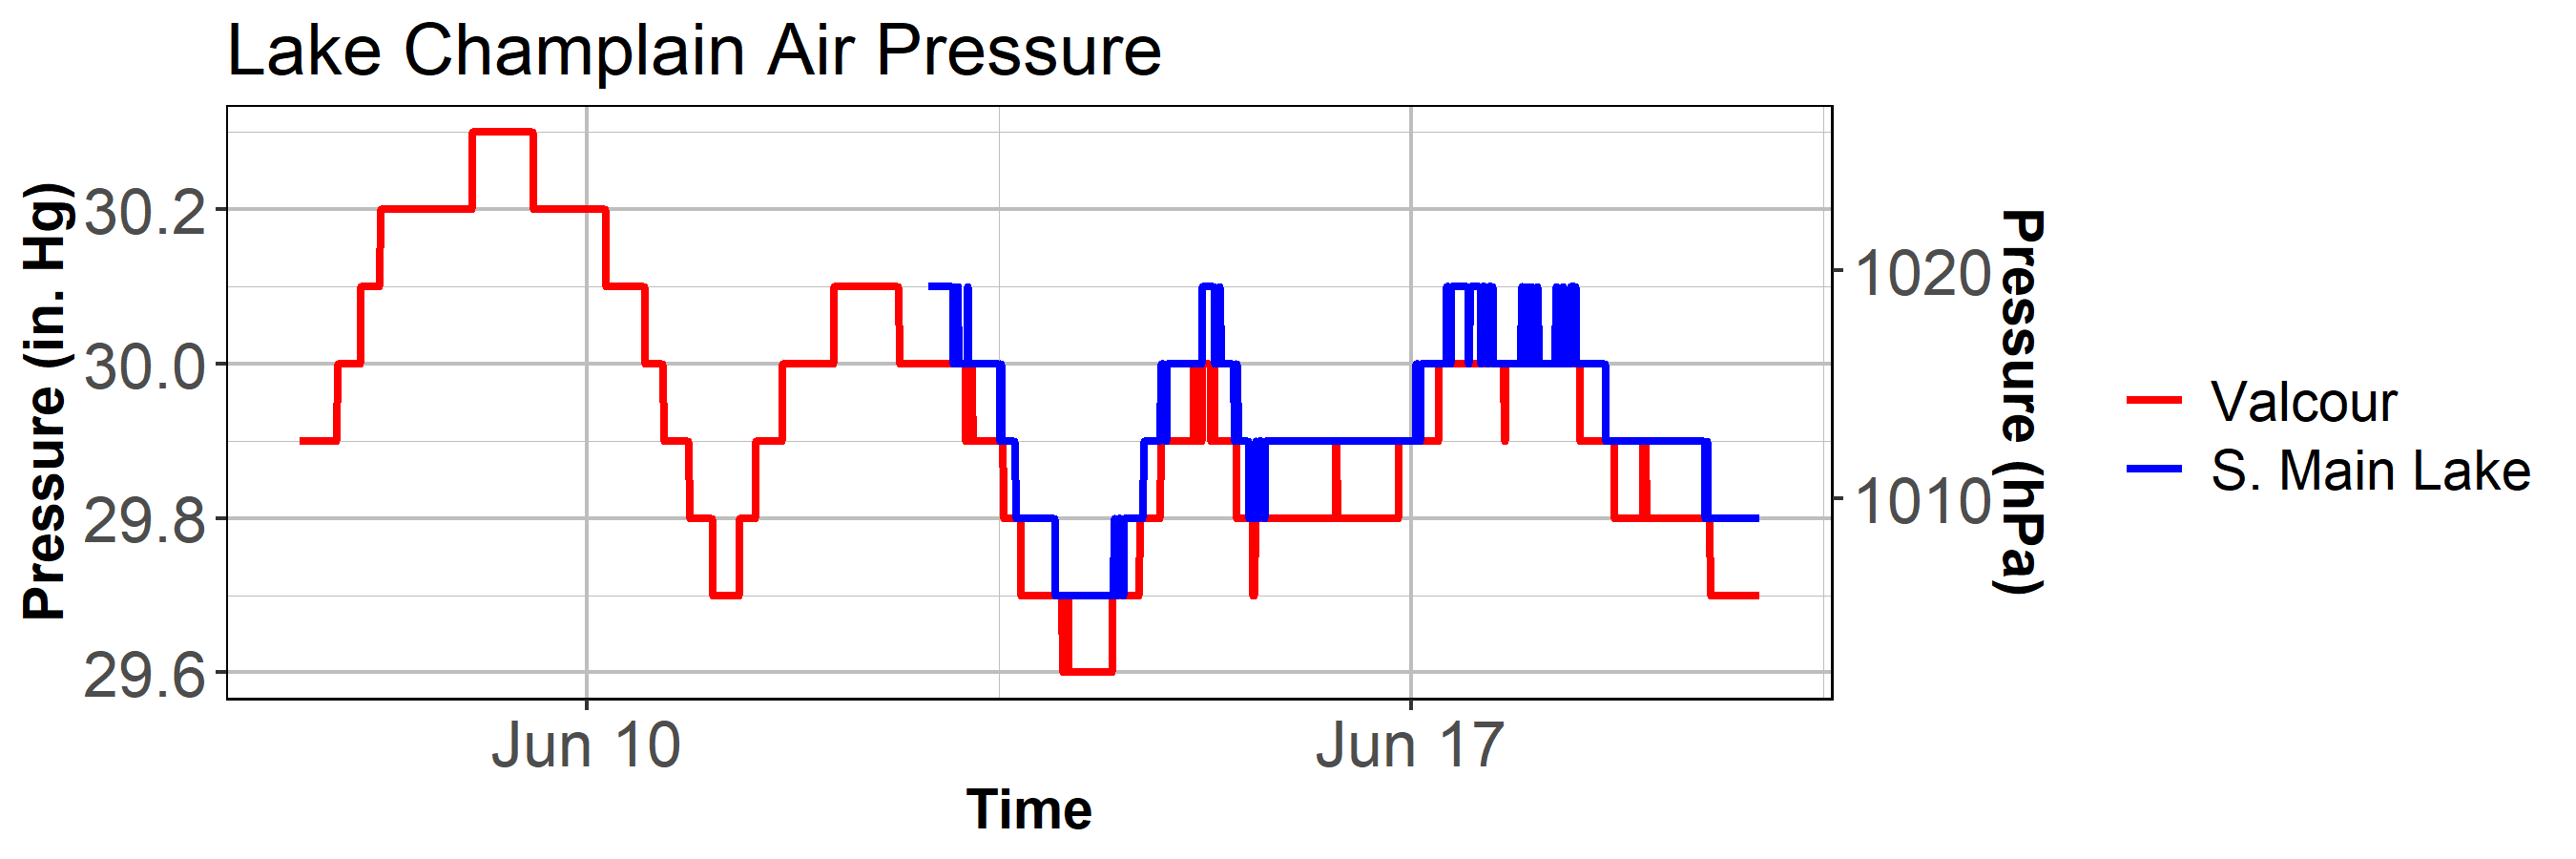 Lake Champlain Air Pressure
Pressure (in. Hg)
30.2
30.0
29.8
29.6
1020
1010
Pressure (hPa)
Jun 10
Jun 17
Time
Valcour
S. Main Lake